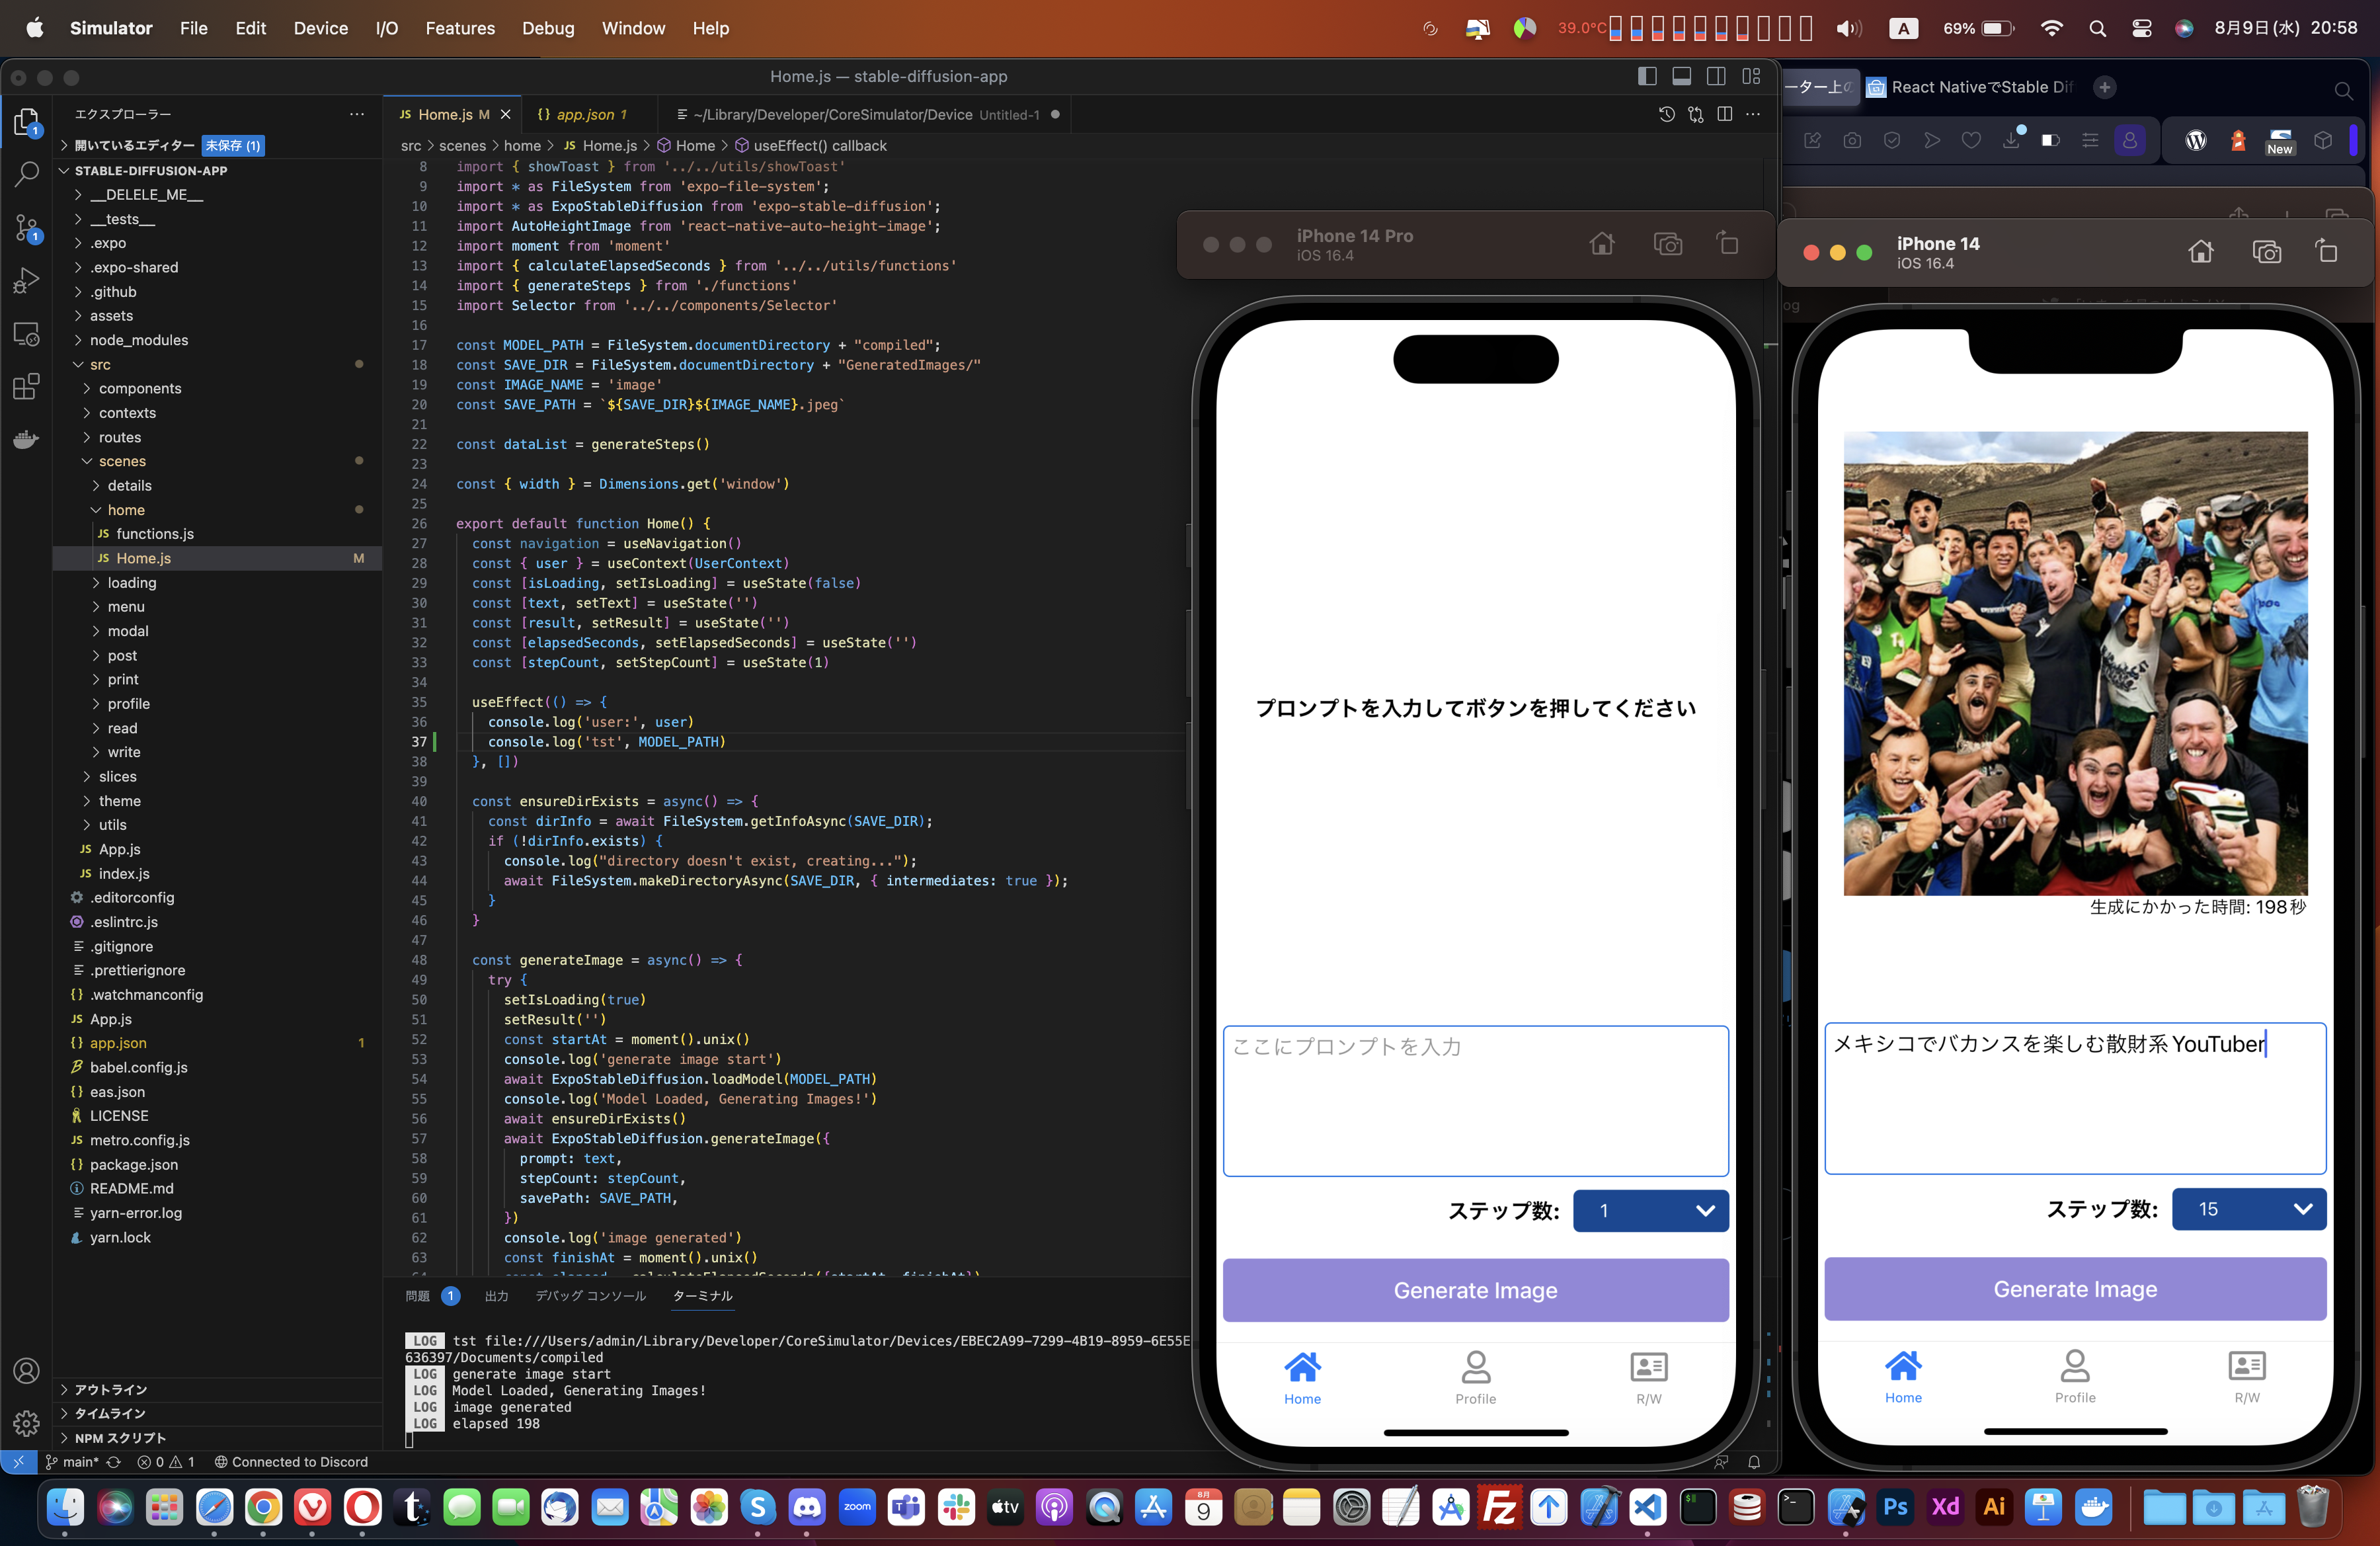 Simulator File Edit Device I/O Features Debug Window Help
39.0°C A 69% 8月9日(水) 20:58
Home.js — stable-diffusion-app
エクスプローラー
開いているエディター 未保存 (1)
STABLE-DIFFUSION-APP
__DELELE_ME__
__tests__
.expo
.expo-shared
.github
assets
node_modules
src
components
contexts
routes
scenes
details
home
JS functions.js
JS Home.js M
loading
menu
modal
post
print
profile
read
write
slices
theme
utils
JS App.js
JS index.js
.editorconfig
.eslintrc.js
.gitignore
.prettierignore
{} .watchmanconfig
JS App.js
{} app.json 1
babel.config.js
{} eas.json
LICENSE
JS metro.config.js
{} package.json
README.md
yarn-error.log
yarn.lock
アウトライン
タイムライン
NPM スクリプト
JS Home.js M {} app.json 1 ~/Library/Developer/CoreSimulator/Device Untitled-1
src > scenes > home > JS Home.js > Home > useEffect() callback
8 import { showToast } from '../../utils/showToast'
9 import * as FileSystem from 'expo-file-system';
10 import * as ExpoStableDiffusion from 'expo-stable-diffusion';
11 import AutoHeightImage from 'react-native-auto-height-image';
12 import moment from 'moment'
13 import { calculateElapsedSeconds } from '../../utils/functions'
14 import { generateSteps } from './functions'
15 import Selector from '../../components/Selector'
16
17 const MODEL_PATH = FileSystem.documentDirectory + "compiled";
18 const SAVE_DIR = FileSystem.documentDirectory + "GeneratedImages/"
19 const IMAGE_NAME = 'image'
20 const SAVE_PATH = `${SAVE_DIR}${IMAGE_NAME}.jpeg`
21
22 const dataList = generateSteps()
23
24 const { width } = Dimensions.get('window')
25
26 export default function Home() {
27 const navigation = useNavigation()
28 const { user } = useContext(UserContext)
29 const [isLoading, setIsLoading] = useState(false)
30 const [text, setText] = useState('')
31 const [result, setResult] = useState('')
32 const [elapsedSeconds, setElapsedSeconds] = useState('')
33 const [stepCount, setStepCount] = useState(1)
34
35 useEffect(() => {
36 console.log('user:', user)
37 console.log('tst', MODEL_PATH)
38 }, [])
39
40 const ensureDirExists = async() => {
41 const dirInfo = await FileSystem.getInfoAsync(SAVE_DIR);
42 if (!dirInfo.exists) {
43 console.log("directory doesn't exist, creating...");
44 await FileSystem.makeDirectoryAsync(SAVE_DIR, { intermediates: true });
45 }
46 }
47
48 const generateImage = async() => {
49 try {
50 setIsLoading(true)
51 setResult('')
52 const startAt = moment().unix()
53 console.log('generate image start')
54 await ExpoStableDiffusion.loadModel(MODEL_PATH)
55 console.log('Model Loaded, Generating Images!')
56 await ensureDirExists()
57 await ExpoStableDiffusion.generateImage({
58 prompt: text,
59 stepCount: stepCount,
60 savePath: SAVE_PATH,
61 })
62 console.log('image generated')
63 const finishAt = moment().unix()
問題 1 出力 デバッグ コンソール ターミナル
LOG tst file:///Users/admin/Library/Developer/CoreSimulator/Devices/EBEC2A99-7299-4B19-8959-6E55E
636397/Documents/compiled
LOG generate image start
LOG Model Loaded, Generating Images!
LOG image generated
LOG elapsed 198
main* 0 1 Connected to Discord
iPhone 14 Pro
iOS 16.4
プロンプトを入力してボタンを押してください
ここにプロンプトを入力
ステップ数: 1
Generate Image
Home Profile R/W
ーター上の React NativeでStable Dif
New
iPhone 14
iOS 16.4
生成にかかった時間: 198秒
メキシコでバカンスを楽しむ散財系YouTuber
ステップ数: 15
Generate Image
Home Profile R/W
zoom tv 8月 9 Fz Ps Xd Ai